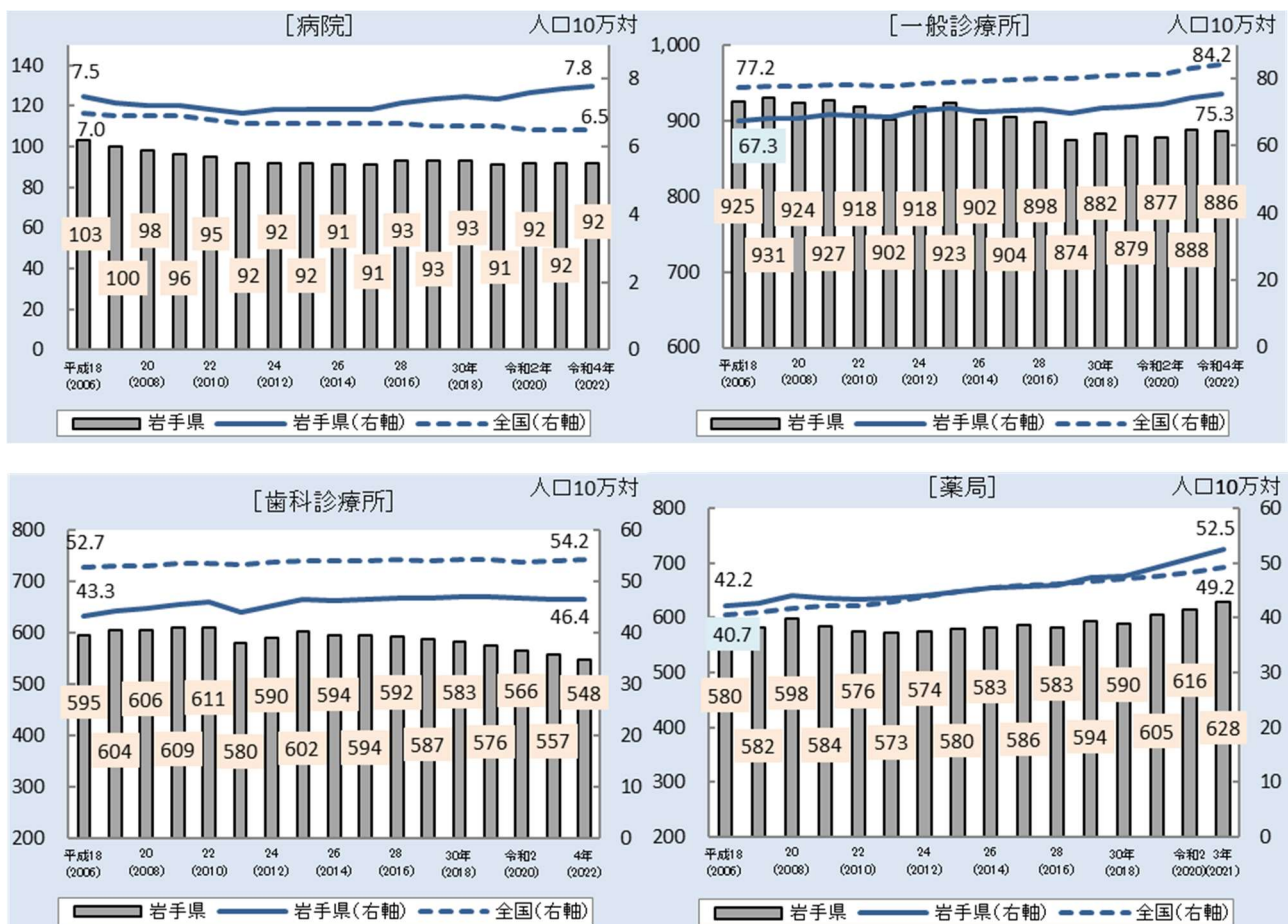 [病院]
人口10万対
140
120
100
80
60
40
20
0
8
6
4
2
0
7.5
7.0
7.8
6.5
103 98 95 92 91 93 93 92 92
100 96 92 92 91 93 91 92
平成18 20 22 24 26 28 30年 令和2年 令和4年
(2006) (2008) (2010) (2012) (2014) (2016) (2018) (2020) (2022)
岩手県 岩手県(右軸) 全国(右軸)
[一般診療所]
人口10万対
1,000
900
800
700
600
80
60
40
20
0
77.2
67.3
84.2
75.3
925 924 918 918 902 898 882 877 886
931 927 902 923 904 874 879 888
平成18 20 22 24 26 28 30年 令和2年 令和4年
(2006) (2008) (2010) (2012) (2014) (2016) (2018) (2020) (2022)
岩手県 岩手県(右軸) 全国(右軸)
[歯科診療所]
人口10万対
800
700
600
500
400
300
200
60
50
40
30
20
10
0
52.7
43.3
54.2
46.4
595 606 611 590 594 592 583 566 548
604 609 580 602 594 587 576 557
平成18 20 22 24 26 28 30年 令和2 4年
(2006) (2008) (2010) (2012) (2014) (2016) (2018) (2020) (2022)
岩手県 岩手県(右軸) 全国(右軸)
[薬局]
人口10万対
800
700
600
500
400
300
200
60
50
40
30
20
10
0
42.2
40.7
52.5
49.2
580 598 576 574 583 583 590 616
582 584 573 580 586 594 605 628
平成18 20 22 24 26 28 30年 令和2 3年
(2006) (2008) (2010) (2012) (2014) (2016) (2018) (2020)(2021)
岩手県 岩手県(右軸) 全国(右軸)